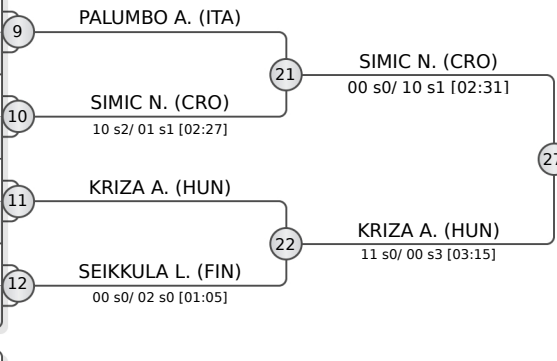 9
PALUMBO A. (ITA)
21
SIMIC N. (CRO)
00 s0/ 10 s1 [02:31]
10
SIMIC N. (CRO)
10 s2/ 01 s1 [02:27]
27
11
KRIZA A. (HUN)
22
KRIZA A. (HUN)
11 s0/ 00 s3 [03:15]
12
SEIKKULA L. (FIN)
00 s0/ 02 s0 [01:05]